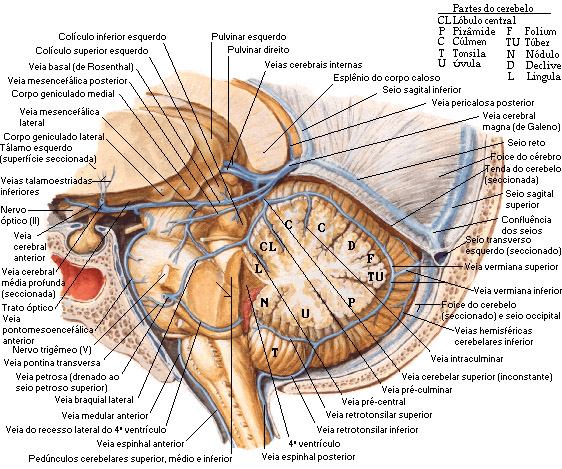 Partes do cerebelo
CL Lóbulo central
P Pirâmide F Folium
C Cúlmen TU Túber
T Tonsila N Nódulo
U Úvula D Declive
L Língula
Colículo inferior esquerdo
Colículo superior esquerdo
Veia basal (de Rosenthal)
Veia mesencefálica posterior
Corpo geniculado medial
Veia mesencefálica
lateral
Corpo geniculado lateral
Tálamo esquerdo
(superfície seccionada)
Veias talamoestriadas
inferiores
Nervo
óptico (II)
Veia
cerebral
anterior
Veia cerebral
média profunda
(seccionada)
Trato óptico
Veia
pontomesoencefálica
anterior
Nervo trigêmeo (V)
Veia pontina transversa
Veia petrosa (drenado ao
seio petroso superior)
Veia braquial lateral
Veia medular anterior
Veia do recesso lateral do 4º ventrículo
Veia espinhal anterior
Pedúnculos cerebelares superior, médio e inferior
Pulvinar esquerdo
Pulvinar direito
Veias cerebrais internas
Esplênio do corpo caloso
Seio sagital inferior
Veia pericalosa posterior
Veia cerebral
magna (de Galeno)
Seio reto
Foice do cérebro
Tenda do cerebelo
(seccionada)
Seio sagital
superior
Confluência
dos seios
Seio transverso
esquerdo (seccionado)
Veia vermiana superior
Veia vermiana inferior
Foice do cerebelo
(seccionado) e seio occipital
Veias hemisféricas
cerebelares inferior
Veia intraculminar
Veia cerebelar superior (inconstante)
Veia pré-culminar
Veia pré-central
Veia retrotonsilar superior
Veia retrotonsilar inferior
4º ventrículo
Veia espinhal posterior
C
C
CL
D
L
F
TU
N
P
U
T